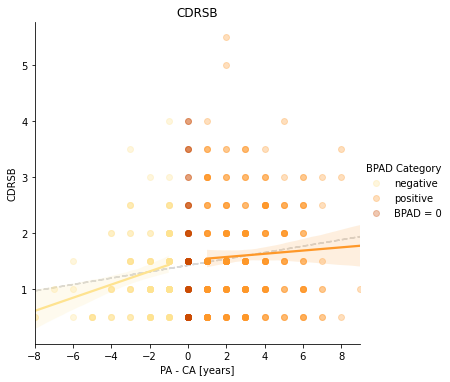 CDRSB
CDRSB
5
4
3
2
1
−8
−6
−4
−2
0
2
4
6
8
PA - CA [years]
BPAD Category
negative
positive
BPAD = 0